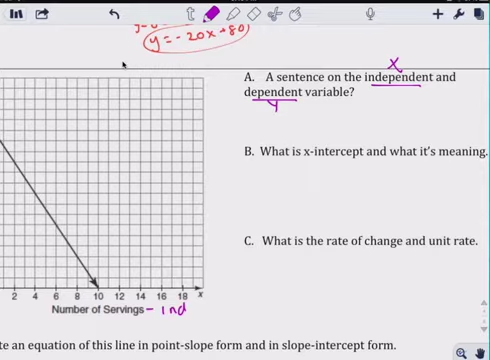 y = -20x + 80
x
A. A sentence on the independent and
dependent variable?
y
B. What is x-intercept and what it's meaning.
C. What is the rate of change and unit rate.
2 4 6 8 10 12 14 16 18 x
Number of Servings - ind
te an equation of this line in point-slope form and in slope-intercept form.